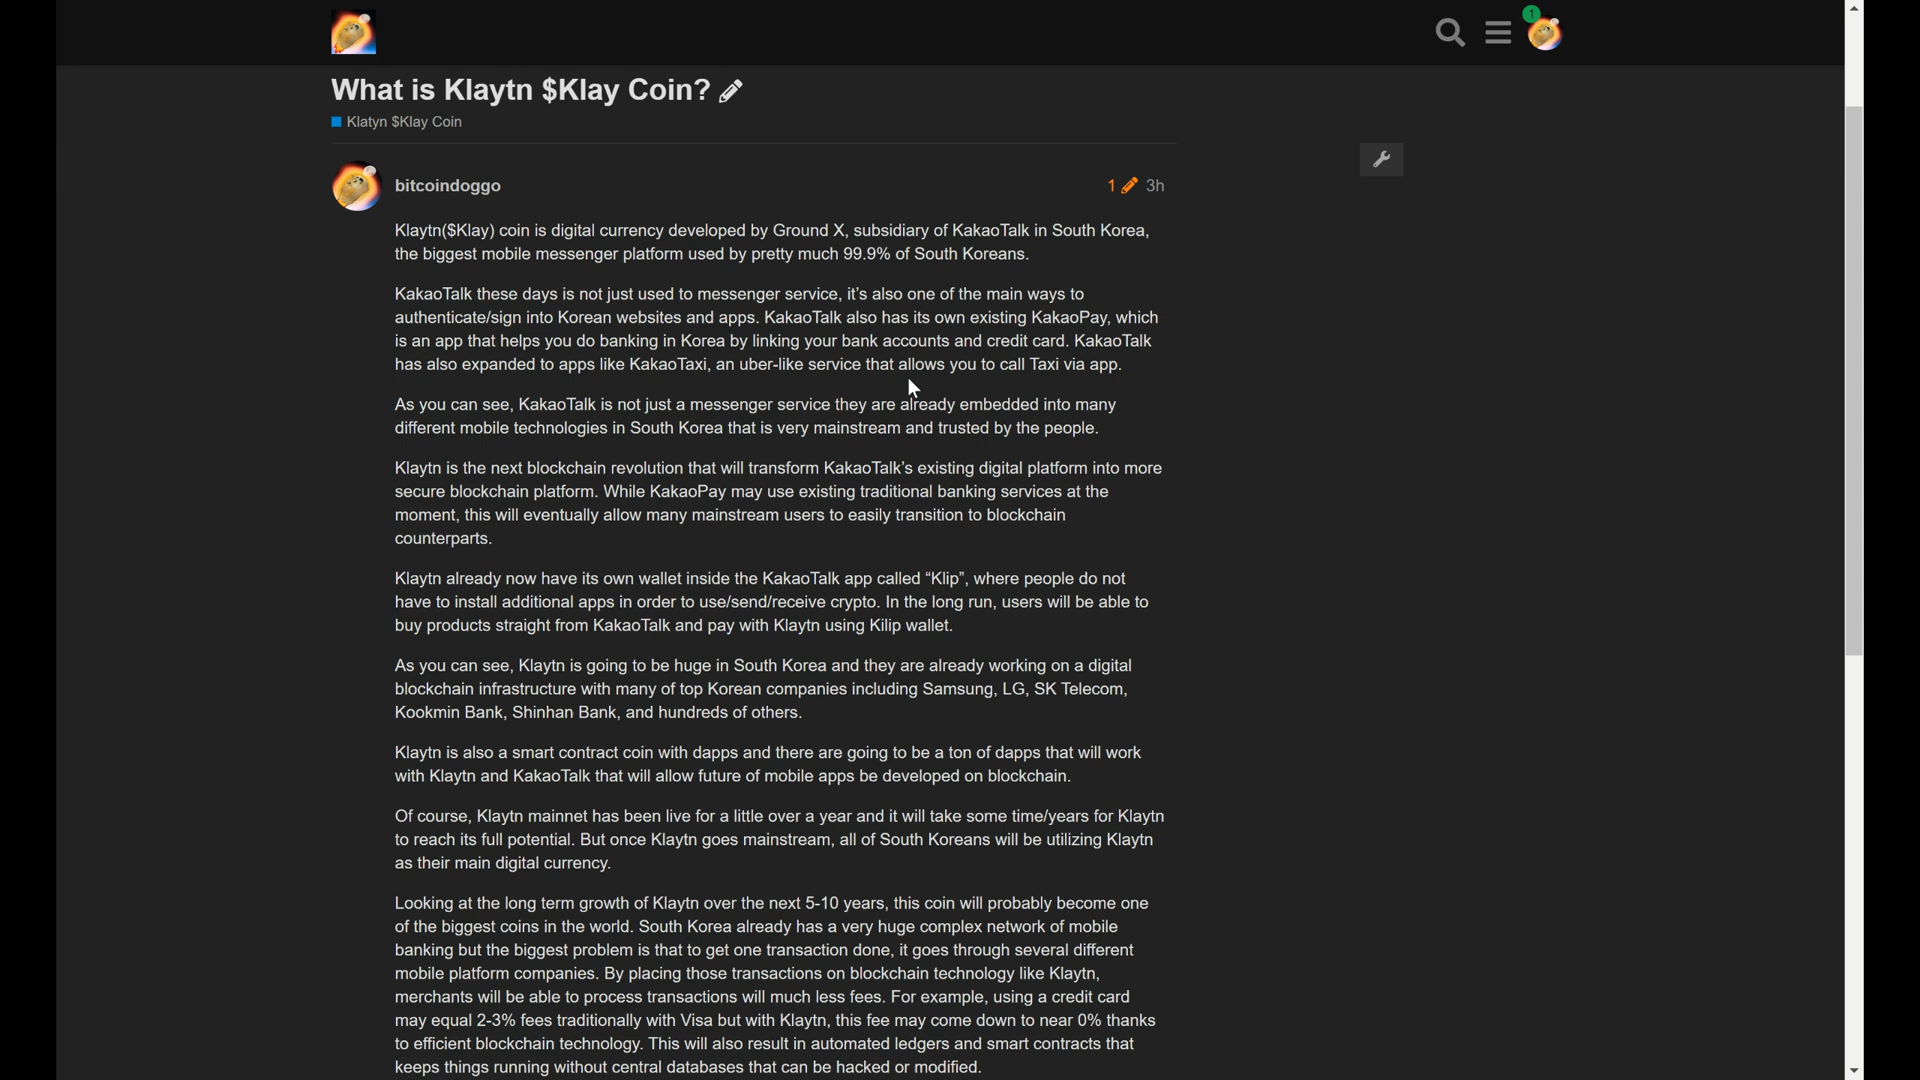 1
What is Klaytn $Klay Coin?
Klatyn $Klay Coin
bitcoindoggo
1 3h
Klaytn($Klay) coin is digital currency developed by Ground X, subsidiary of KakaoTalk in South Korea,
the biggest mobile messenger platform used by pretty much 99.9% of South Koreans.
KakaoTalk these days is not just used to messenger service, it’s also one of the main ways to
authenticate/sign into Korean websites and apps. KakaoTalk also has its own existing KakaoPay, which
is an app that helps you do banking in Korea by linking your bank accounts and credit card. KakaoTalk
has also expanded to apps like KakaoTaxi, an uber-like service that allows you to call Taxi via app.
As you can see, KakaoTalk is not just a messenger service they are already embedded into many
different mobile technologies in South Korea that is very mainstream and trusted by the people.
Klaytn is the next blockchain revolution that will transform KakaoTalk’s existing digital platform into more
secure blockchain platform. While KakaoPay may use existing traditional banking services at the
moment, this will eventually allow many mainstream users to easily transition to blockchain
counterparts.
Klaytn already now have its own wallet inside the KakaoTalk app called “Klip”, where people do not
have to install additional apps in order to use/send/receive crypto. In the long run, users will be able to
buy products straight from KakaoTalk and pay with Klaytn using Kilip wallet.
As you can see, Klaytn is going to be huge in South Korea and they are already working on a digital
blockchain infrastructure with many of top Korean companies including Samsung, LG, SK Telecom,
Kookmin Bank, Shinhan Bank, and hundreds of others.
Klaytn is also a smart contract coin with dapps and there are going to be a ton of dapps that will work
with Klaytn and KakaoTalk that will allow future of mobile apps be developed on blockchain.
Of course, Klaytn mainnet has been live for a little over a year and it will take some time/years for Klaytn
to reach its full potential. But once Klaytn goes mainstream, all of South Koreans will be utilizing Klaytn
as their main digital currency.
Looking at the long term growth of Klaytn over the next 5-10 years, this coin will probably become one
of the biggest coins in the world. South Korea already has a very huge complex network of mobile
banking but the biggest problem is that to get one transaction done, it goes through several different
mobile platform companies. By placing those transactions on blockchain technology like Klaytn,
merchants will be able to process transactions will much less fees. For example, using a credit card
may equal 2-3% fees traditionally with Visa but with Klaytn, this fee may come down to near 0% thanks
to efficient blockchain technology. This will also result in automated ledgers and smart contracts that
keeps things running without central databases that can be hacked or modified.